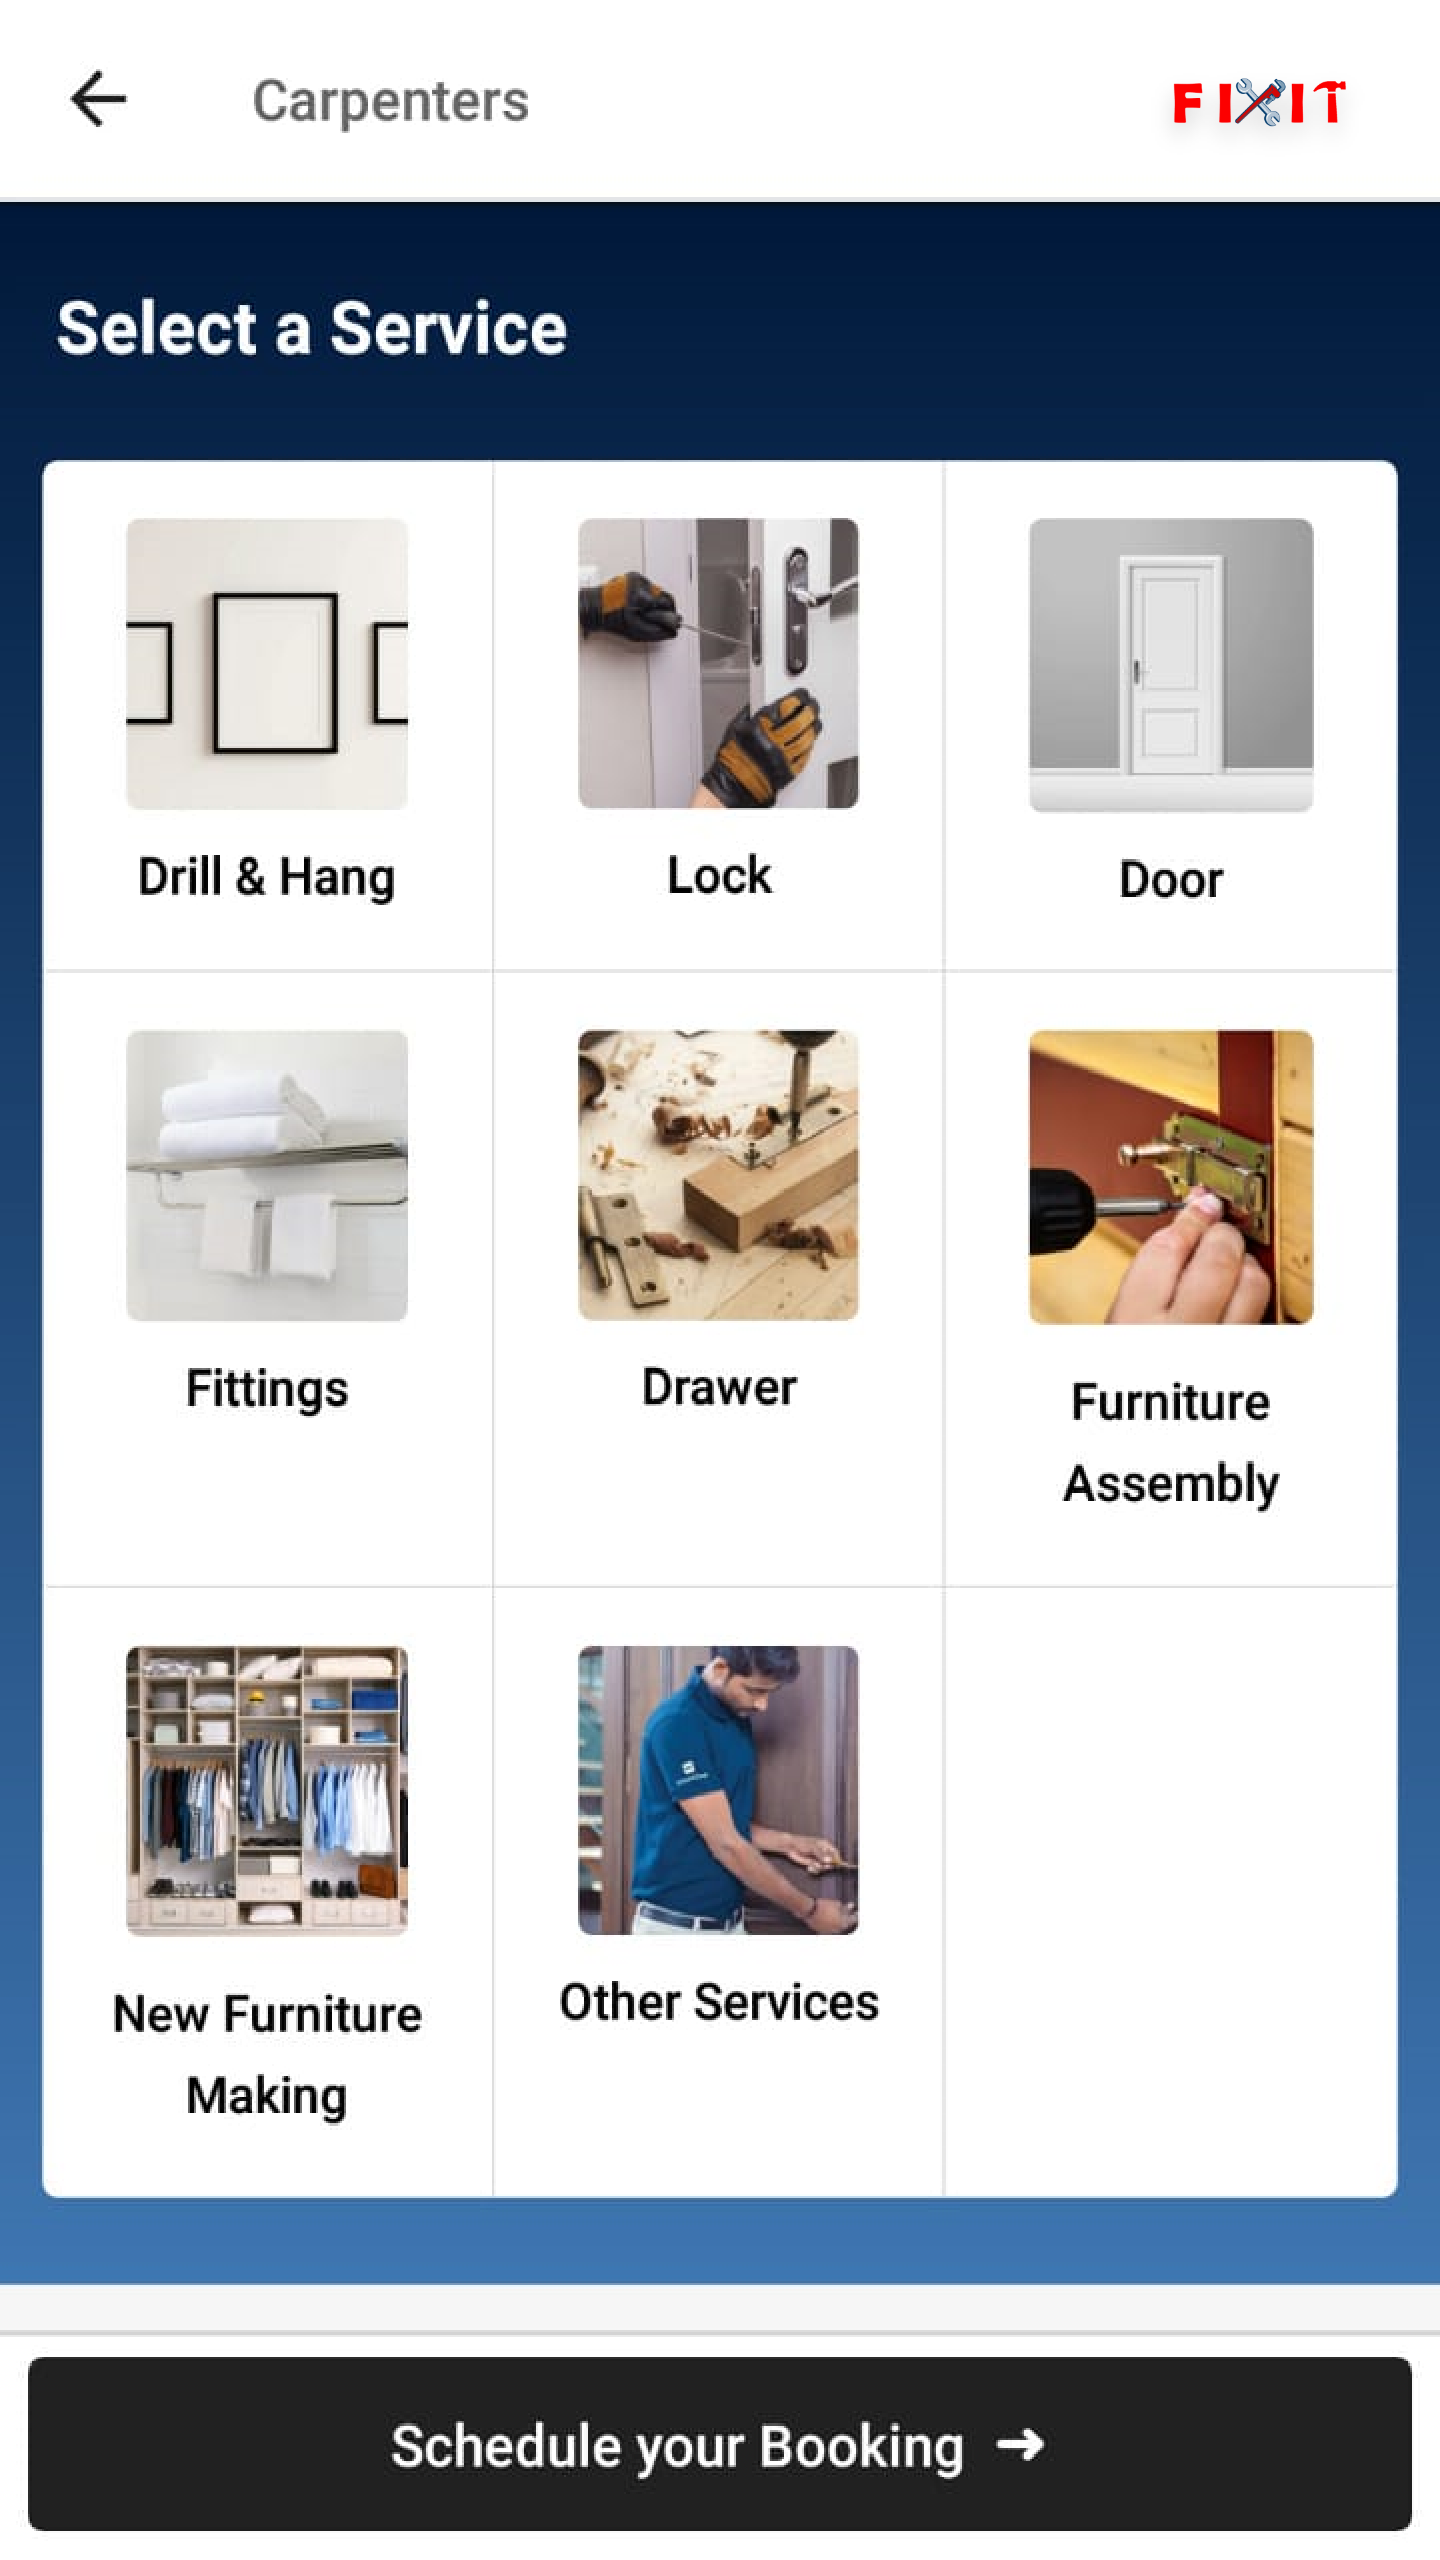 Carpenters
FIXIT
Select a Service
Drill & Hang
Lock
Door
Fittings
Drawer
Furniture
Assembly
New Furniture
Making
Other Services
Schedule your Booking →